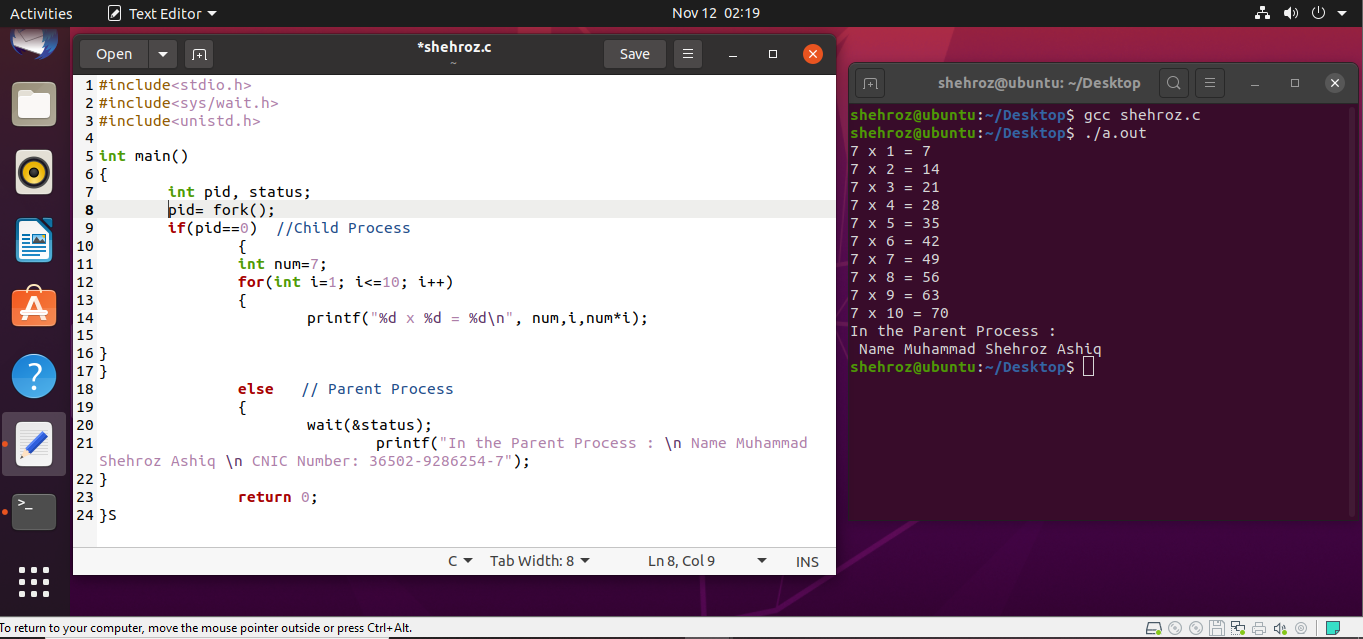 Activities Text Editor Nov 12 02:19
Open *shehroz.c Save
~
1 #include<stdio.h>
2 #include<sys/wait.h>
3 #include<unistd.h>
4
5 int main()
6 {
7 int pid, status;
8 pid= fork();
9 if(pid==0) //Child Process
10 {
11 int num=7;
12 for(int i=1; i<=10; i++)
13 {
14 printf("%d x %d = %d\n", num,i,num*i);
15
16 }
17 }
18 else // Parent Process
19 {
20 wait(&status);
21 printf("In the Parent Process : \n Name Muhammad
Shehroz Ashiq \n CNIC Number: 36502-9286254-7");
22 }
23 return 0;
24 }S
C Tab Width: 8 Ln 8, Col 9 INS
shehroz@ubuntu: ~/Desktop
shehroz@ubuntu:~/Desktop$ gcc shehroz.c
shehroz@ubuntu:~/Desktop$ ./a.out
7 x 1 = 7
7 x 2 = 14
7 x 3 = 21
7 x 4 = 28
7 x 5 = 35
7 x 6 = 42
7 x 7 = 49
7 x 8 = 56
7 x 9 = 63
7 x 10 = 70
In the Parent Process :
Name Muhammad Shehroz Ashiq
shehroz@ubuntu:~/Desktop$
>_
To return to your computer, move the mouse pointer outside or press Ctrl+Alt.